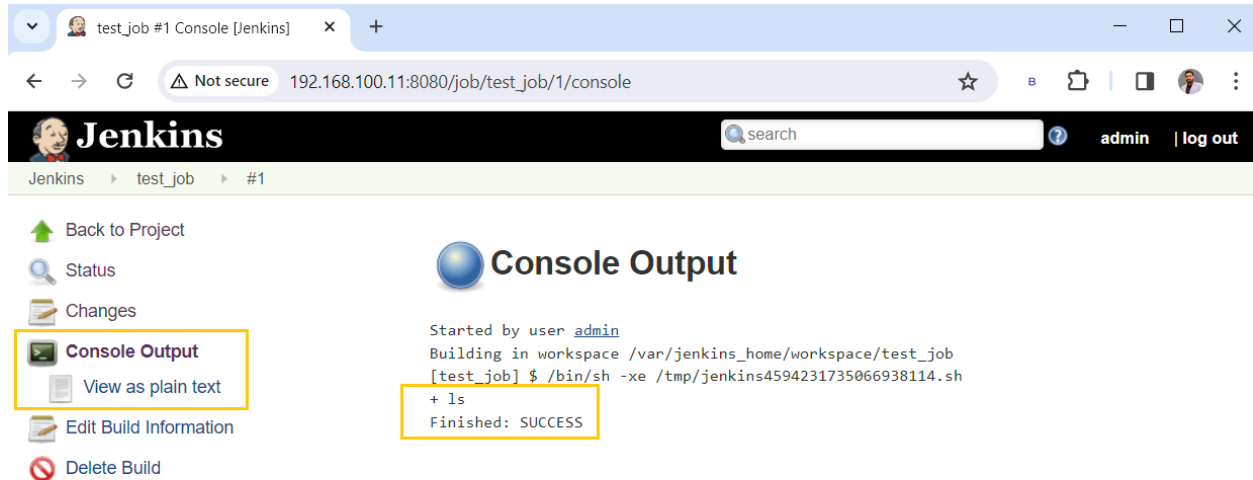 test_job #1 Console [Jenkins]
Not secure 192.168.100.11:8080/job/test_job/1/console
B
Jenkins
search
admin | log out
Jenkins test_job #1
Back to Project
Status
Changes
Console Output
View as plain text
Edit Build Information
Delete Build
Console Output
Started by user admin
Building in workspace /var/jenkins_home/workspace/test_job
[test_job] $ /bin/sh -xe /tmp/jenkins4594231735066938114.sh
+ ls
Finished: SUCCESS